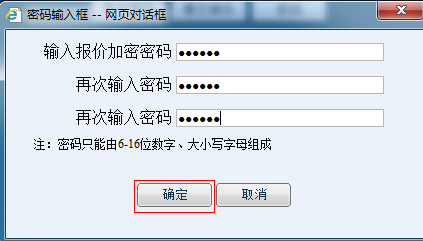 密码输入框 -- 网页对话框
输入报价加密密码 ●●●●●●
再次输入密码 ●●●●●●
再次输入密码 ●●●●●●
注：密码只能由6-16位数字、大小写字母组成
确定 取消